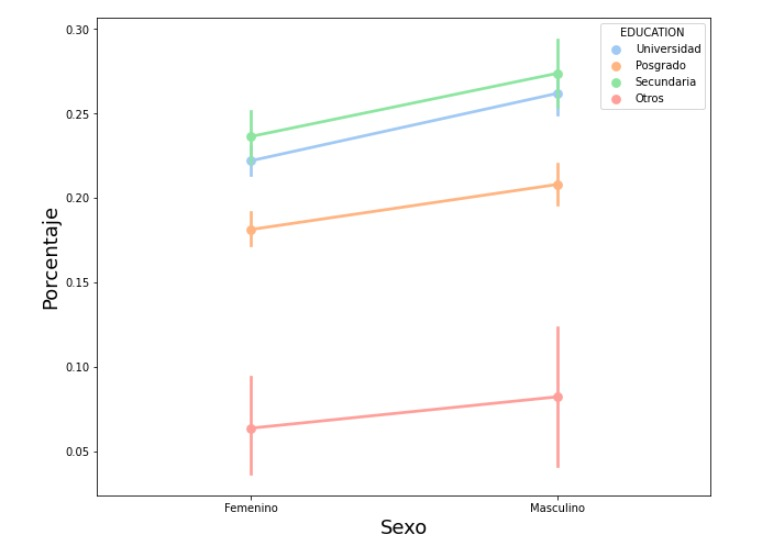 0.30
0.25
0.20
0.15
0.10
0.05
Porcentaje
Femenino
Masculino
Sexo
EDUCATION
Universidad
Posgrado
Secundaria
Otros